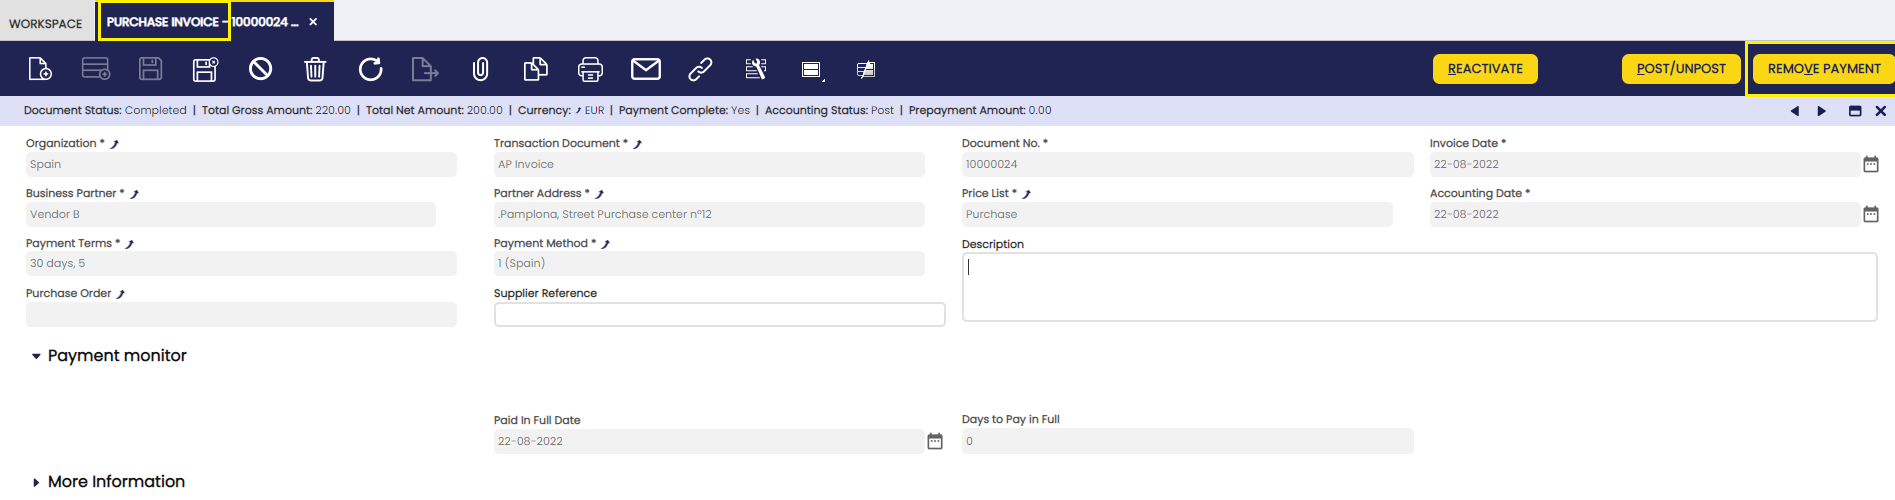 WORKSPACE
PURCHASE INVOICE - 10000024 ... ×
REACTIVATE POST/UNPOST REMOVE PAYMENT
Document Status: Completed | Total Gross Amount: 220.00 | Total Net Amount: 200.00 | Currency: EUR | Payment Complete: Yes | Accounting Status: Post | Prepayment Amount: 0.00
Organization * Transaction Document * Document No. * Invoice Date *
Spain AP Invoice 10000024 22-08-2022
Business Partner * Partner Address * Price List * Accounting Date *
Vendor B .Pamplona, Street Purchase center nº12 Purchase 22-08-2022
Payment Terms * Payment Method * Description
30 days, 5 1 (Spain)
Purchase Order Supplier Reference
Payment monitor
Paid In Full Date Days to Pay in Full
22-08-2022 0
More Information